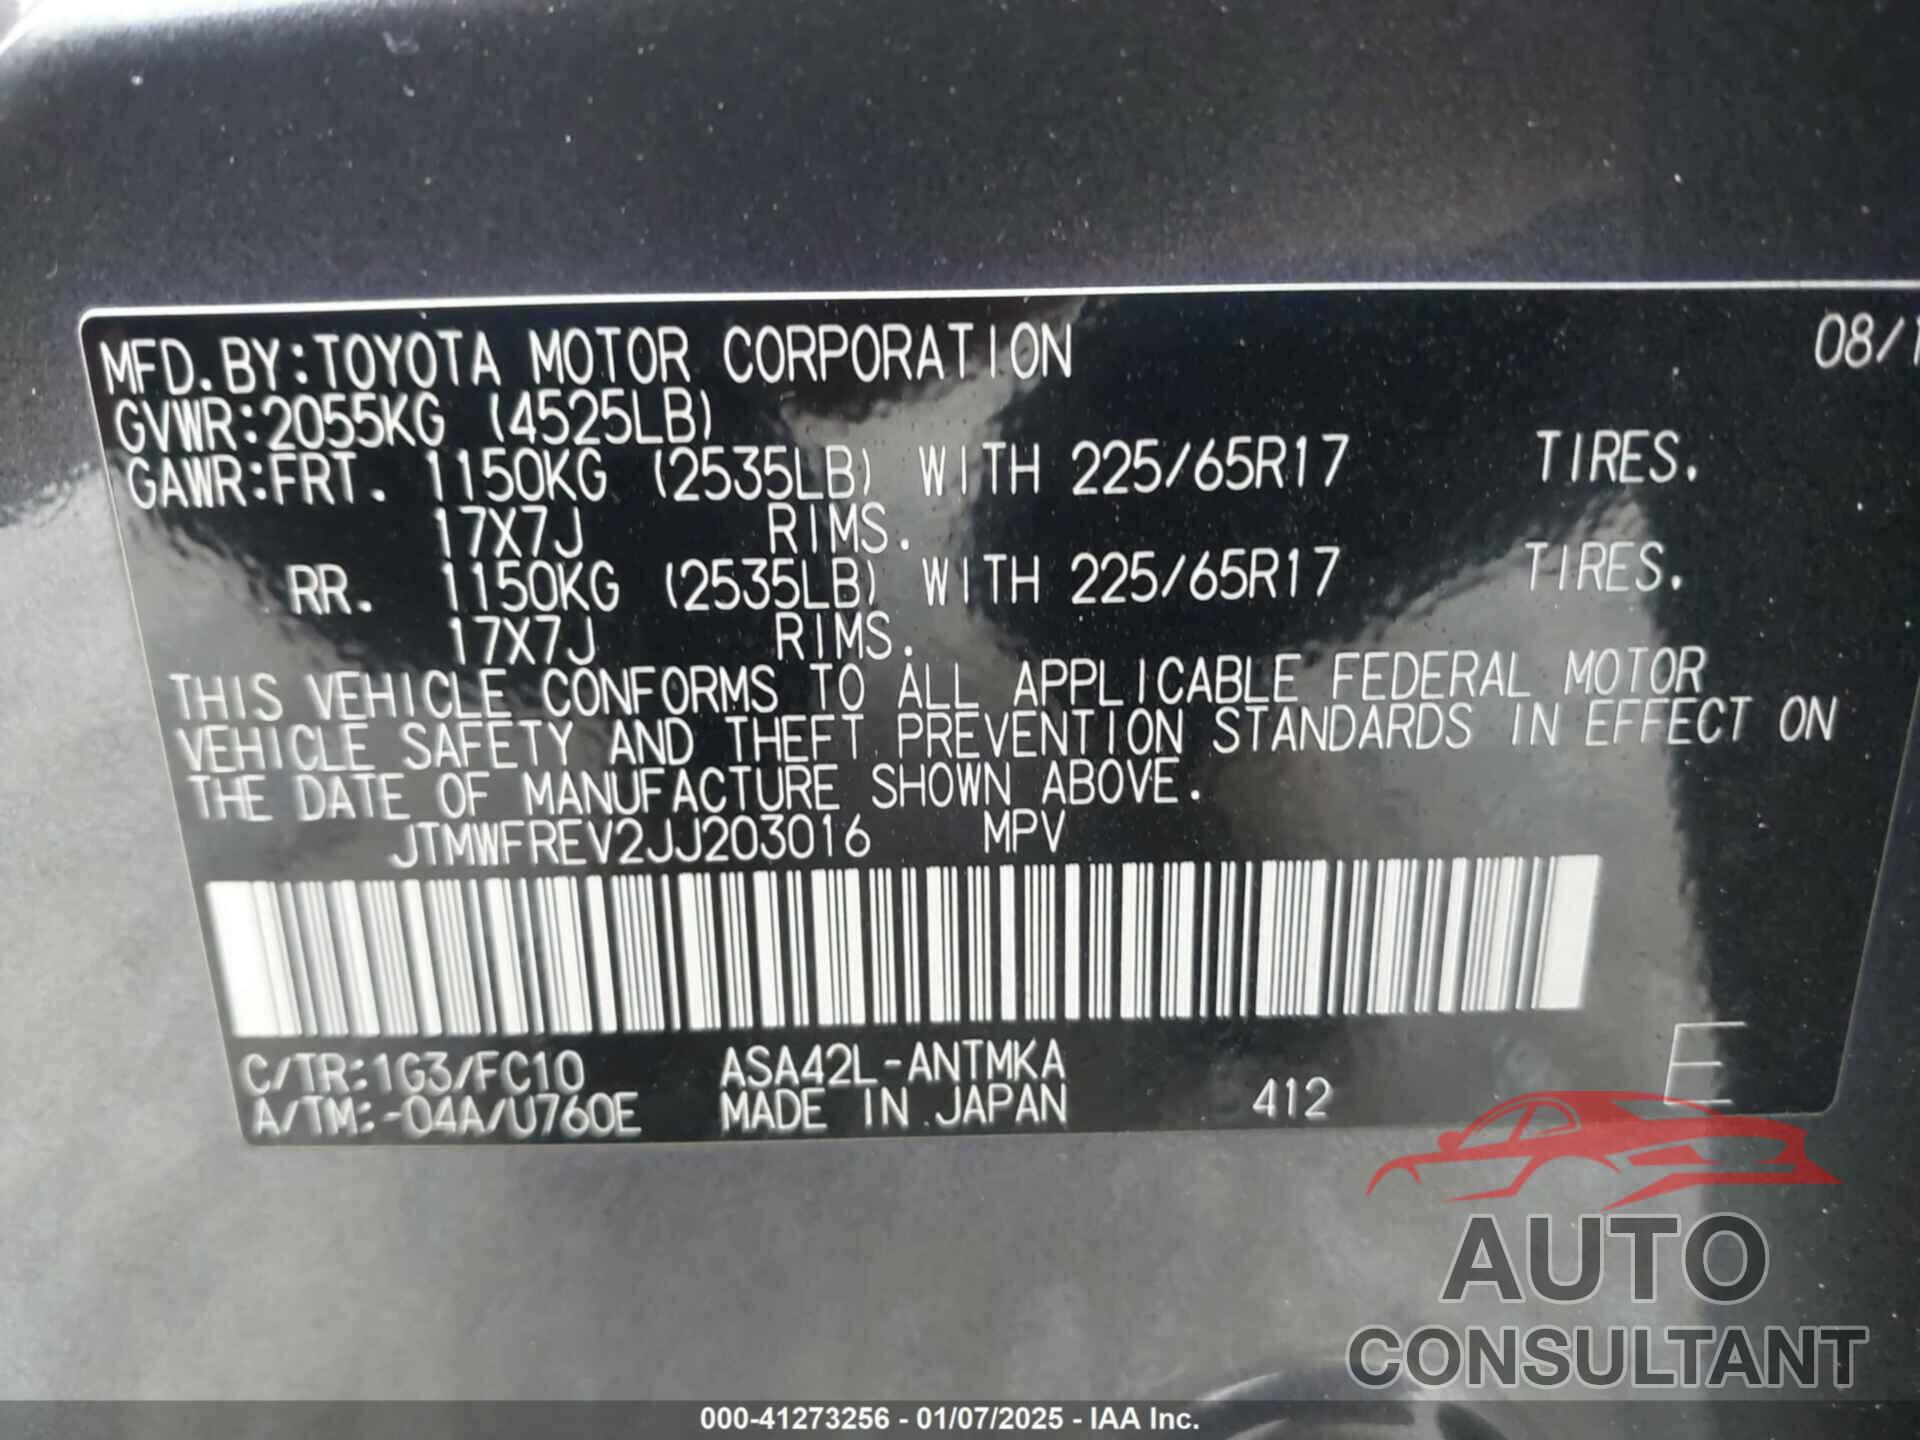 MFD.BY:TOYOTA MOTOR CORPORATION 08/1
GVWR:2055KG (4525LB)
GAWR:FRT. 1150KG (2535LB) WITH 225/65R17 TIRES.
17X7J RIMS.
RR. 1150KG (2535LB) WITH 225/65R17 TIRES.
17X7J RIMS.
THIS VEHICLE CONFORMS TO ALL APPLICABLE FEDERAL MOTOR
VEHICLE SAFETY AND THEFT PREVENTION STANDARDS IN EFFECT ON
THE DATE OF MANUFACTURE SHOWN ABOVE.
JTMWFREV2JJ203016 MPV
C/TR:1G3/FC10 ASA42L-ANTMKA
A/TM:-04A/U760E MADE IN JAPAN 412
E
AUTO
CONSULTANT
000-41273256 - 01/07/2025 - IAA Inc.